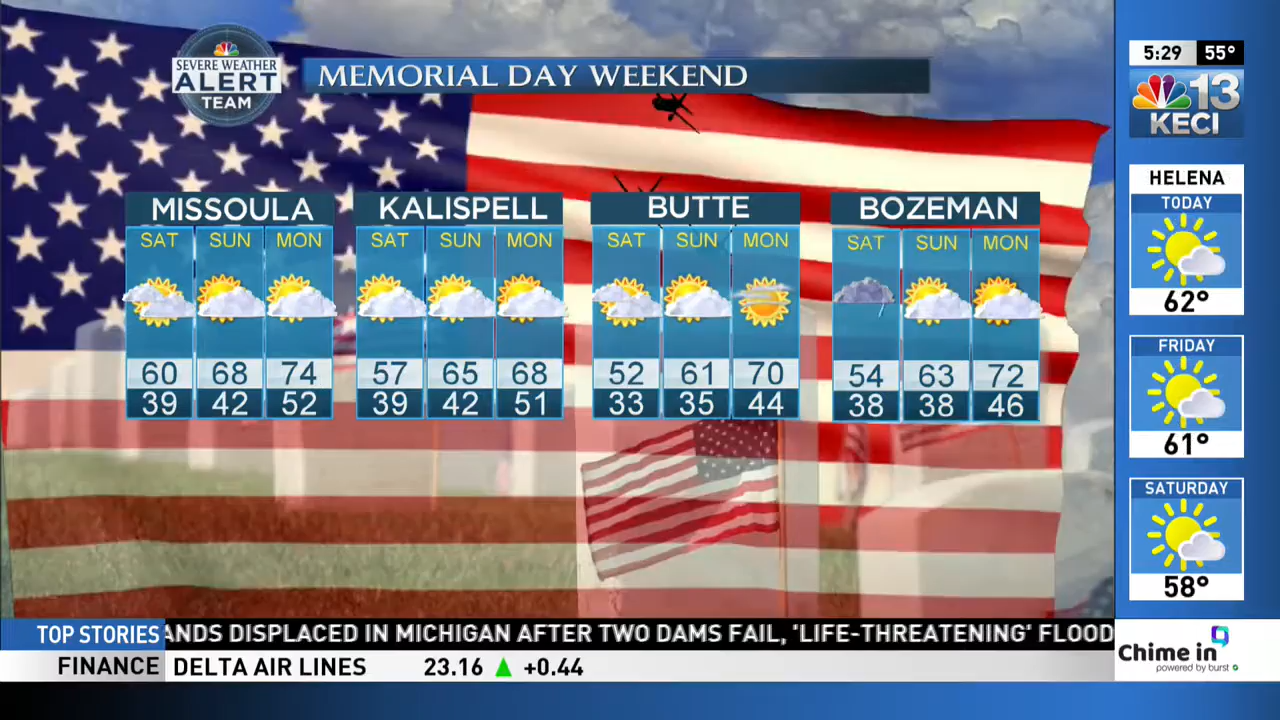 SEVERE WEATHER
ALERT
TEAM
MEMORIAL DAY WEEKEND
5:29 55°
13
KECI
MISSOULA
SAT SUN MON
60 68 74
39 42 52
KALISPELL
SAT SUN MON
57 65 68
39 42 51
BUTTE
SAT SUN MON
52 61 70
33 35 44
BOZEMAN
SAT SUN MON
54 63 72
38 38 46
HELENA
TODAY
62°
FRIDAY
61°
SATURDAY
58°
TOP STORIES ANDS DISPLACED IN MICHIGAN AFTER TWO DAMS FAIL, 'LIFE-THREATENING' FLOOD
FINANCE DELTA AIR LINES 23.16 ▲ +0.44
Chime in
powered by burst